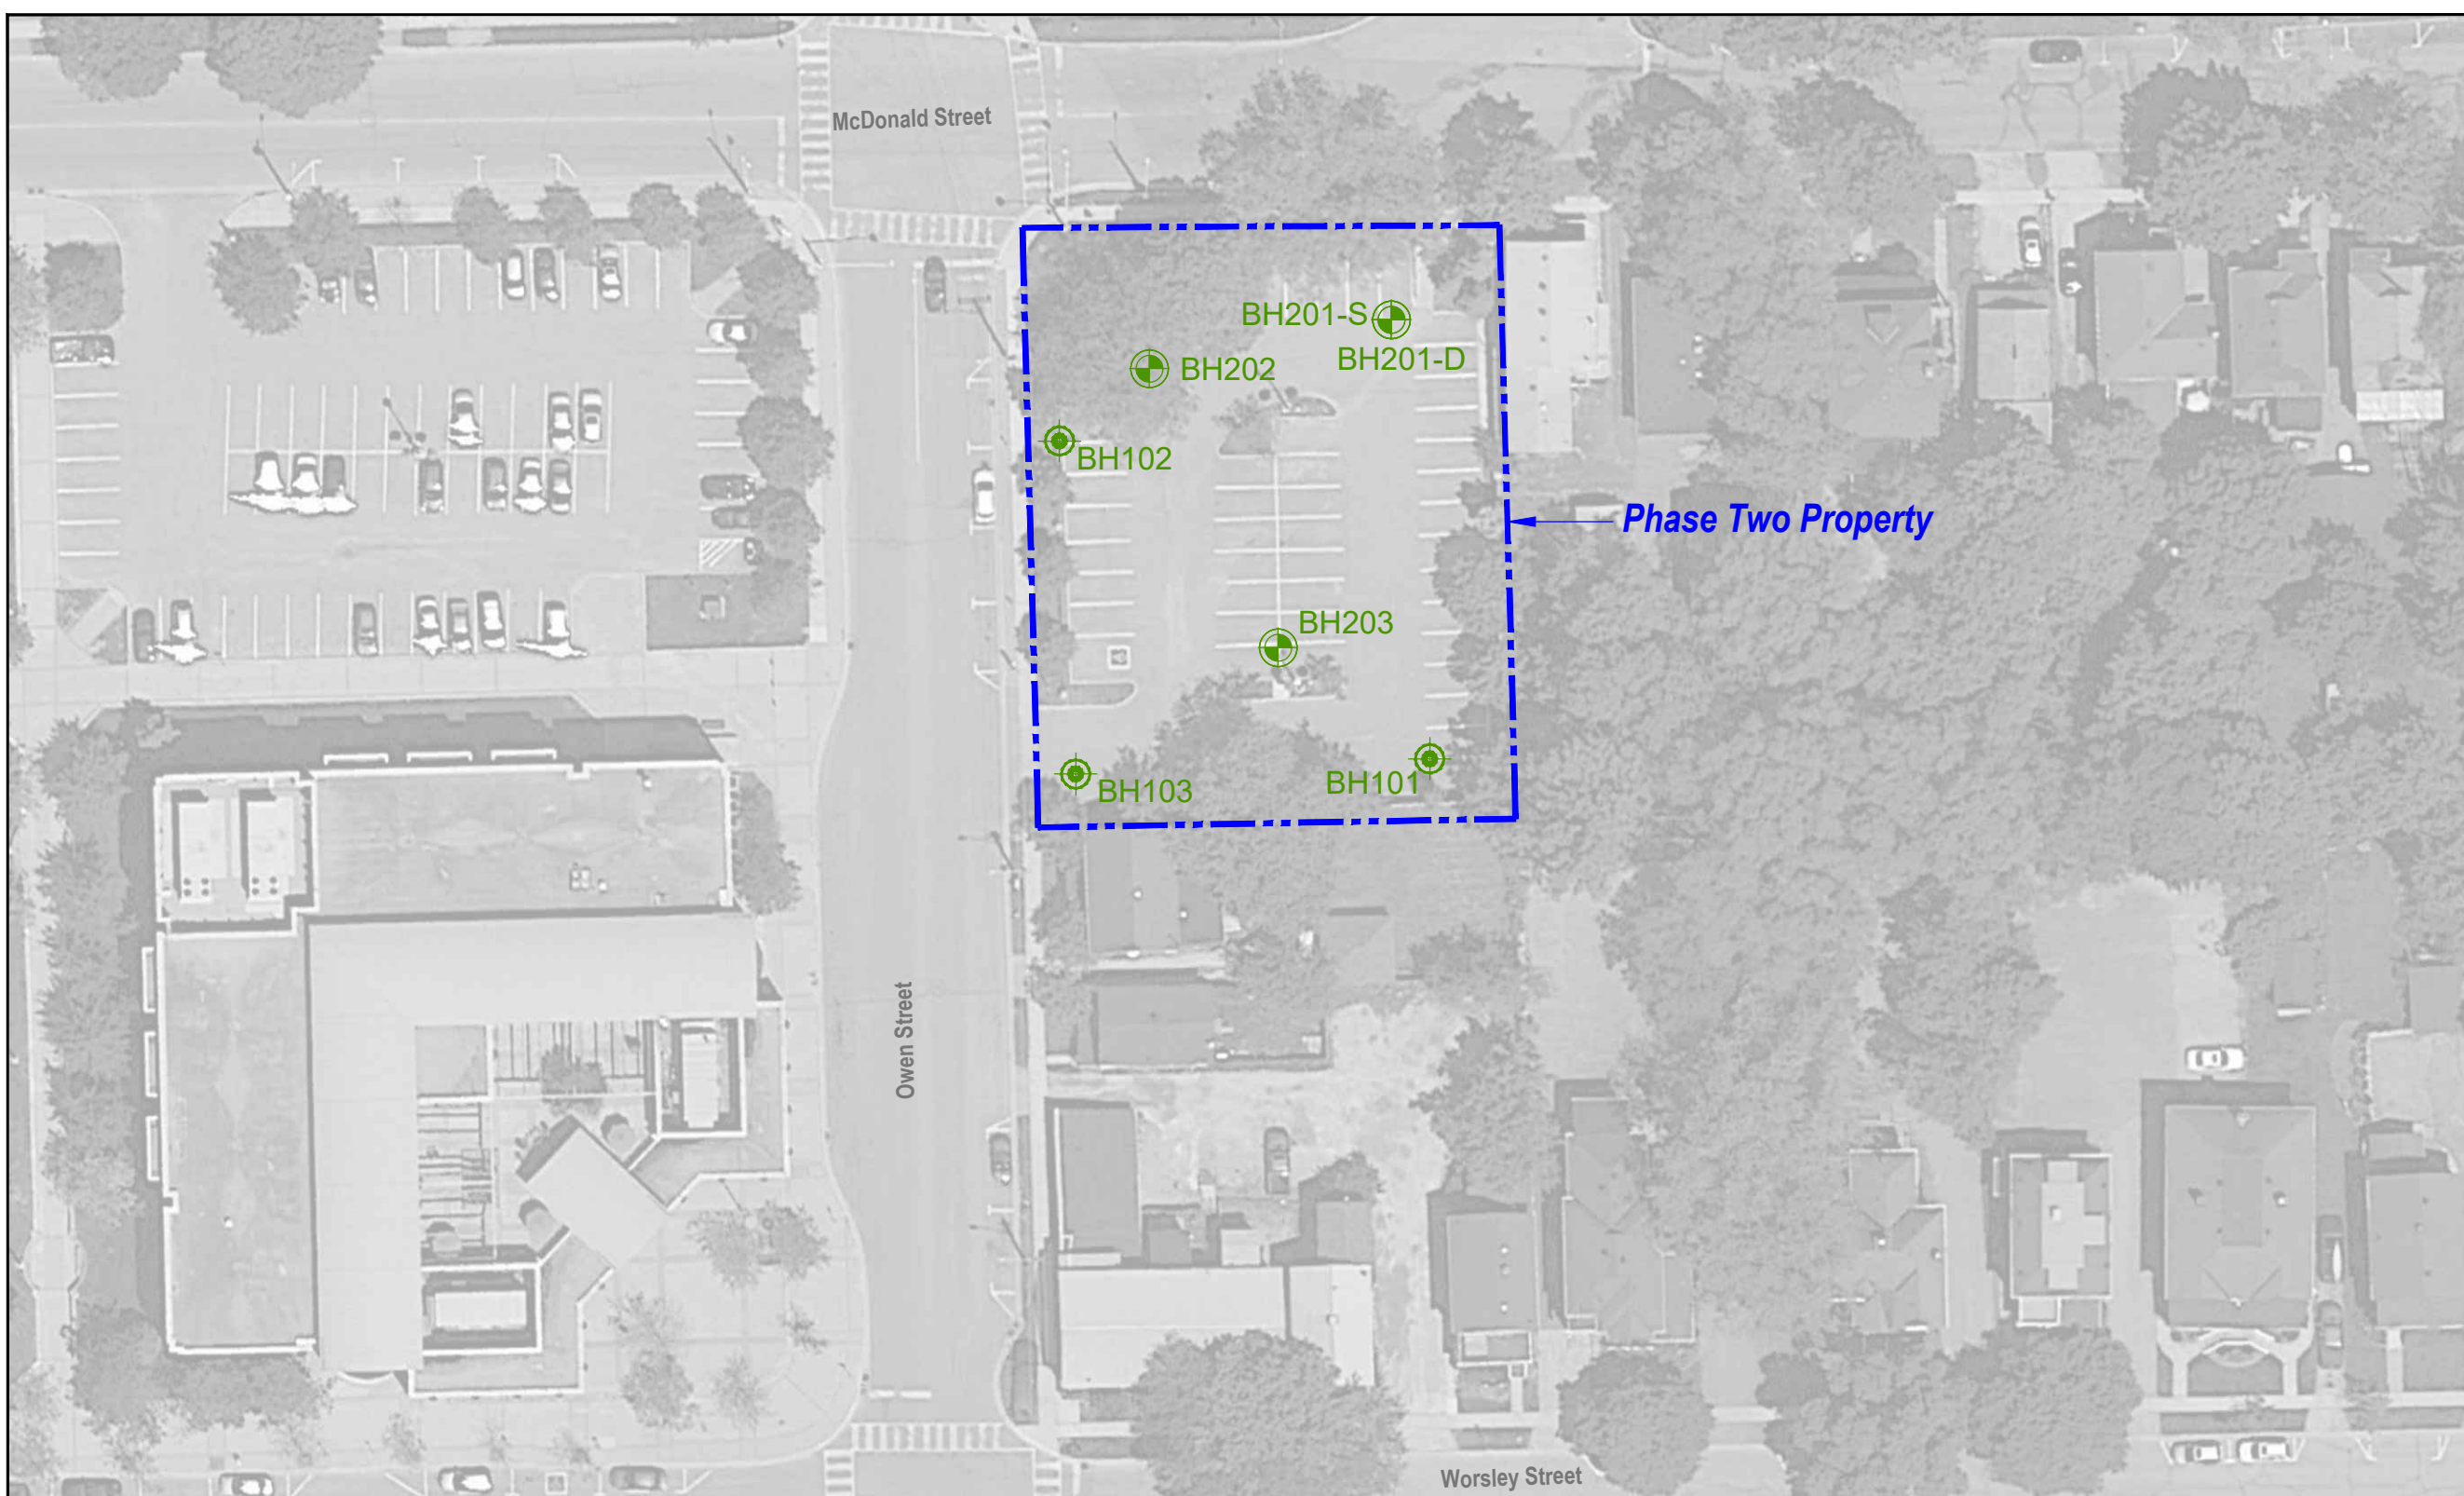 McDonald Street
BH201-S
BH201-D
BH202
BH102
Phase Two Property
BH203
BH103
BH101
Owen Street
Worsley Street